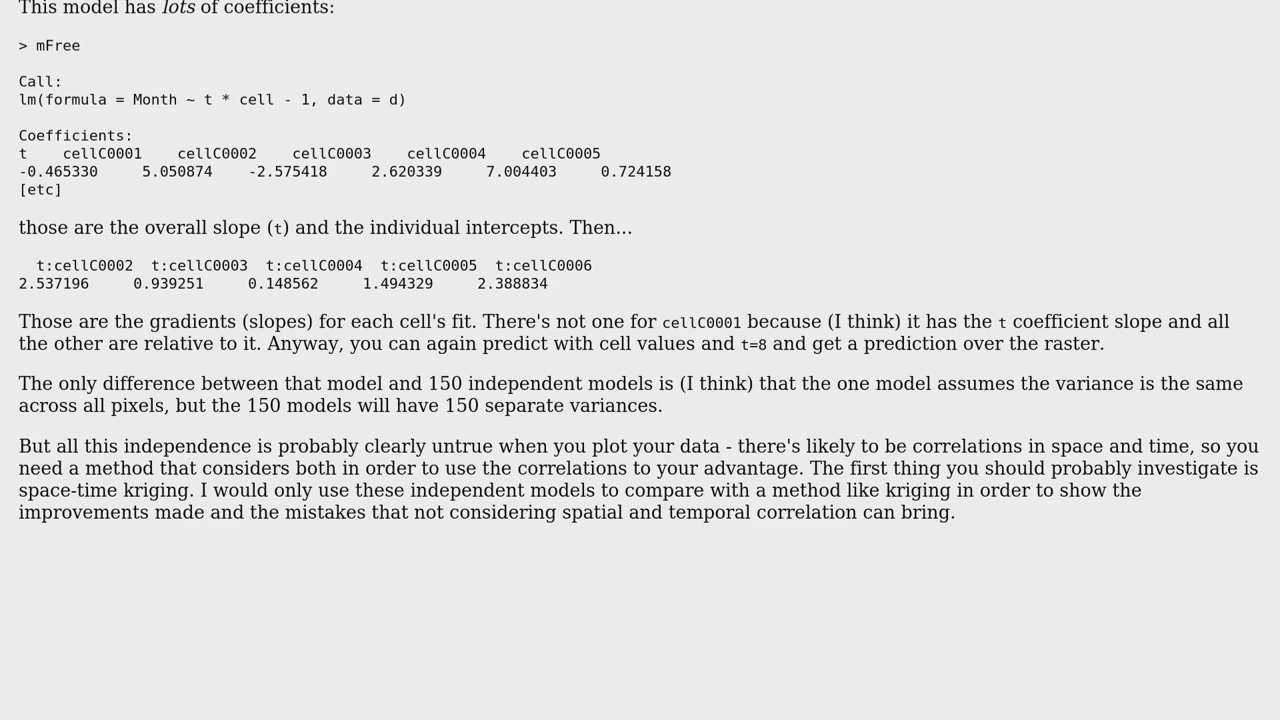 This model has lots of coefficients:
> mFree
Call:
lm(formula = Month ~ t * cell - 1, data = d)
Coefficients:
t    cellC0001    cellC0002    cellC0003    cellC0004    cellC0005
-0.465330     5.050874    -2.575418     2.620339     7.004403     0.724158
[etc]
those are the overall slope (t) and the individual intercepts. Then...
  t:cellC0002  t:cellC0003  t:cellC0004  t:cellC0005  t:cellC0006
2.537196     0.939251     0.148562     1.494329     2.388834
Those are the gradients (slopes) for each cell's fit. There's not one for cellC0001 because (I think) it has the t coefficient slope and all
the other are relative to it. Anyway, you can again predict with cell values and t=8 and get a prediction over the raster.
The only difference between that model and 150 independent models is (I think) that the one model assumes the variance is the same
across all pixels, but the 150 models will have 150 separate variances.
But all this independence is probably clearly untrue when you plot your data - there's likely to be correlations in space and time, so you
need a method that considers both in order to use the correlations to your advantage. The first thing you should probably investigate is
space-time kriging. I would only use these independent models to compare with a method like kriging in order to show the
improvements made and the mistakes that not considering spatial and temporal correlation can bring.